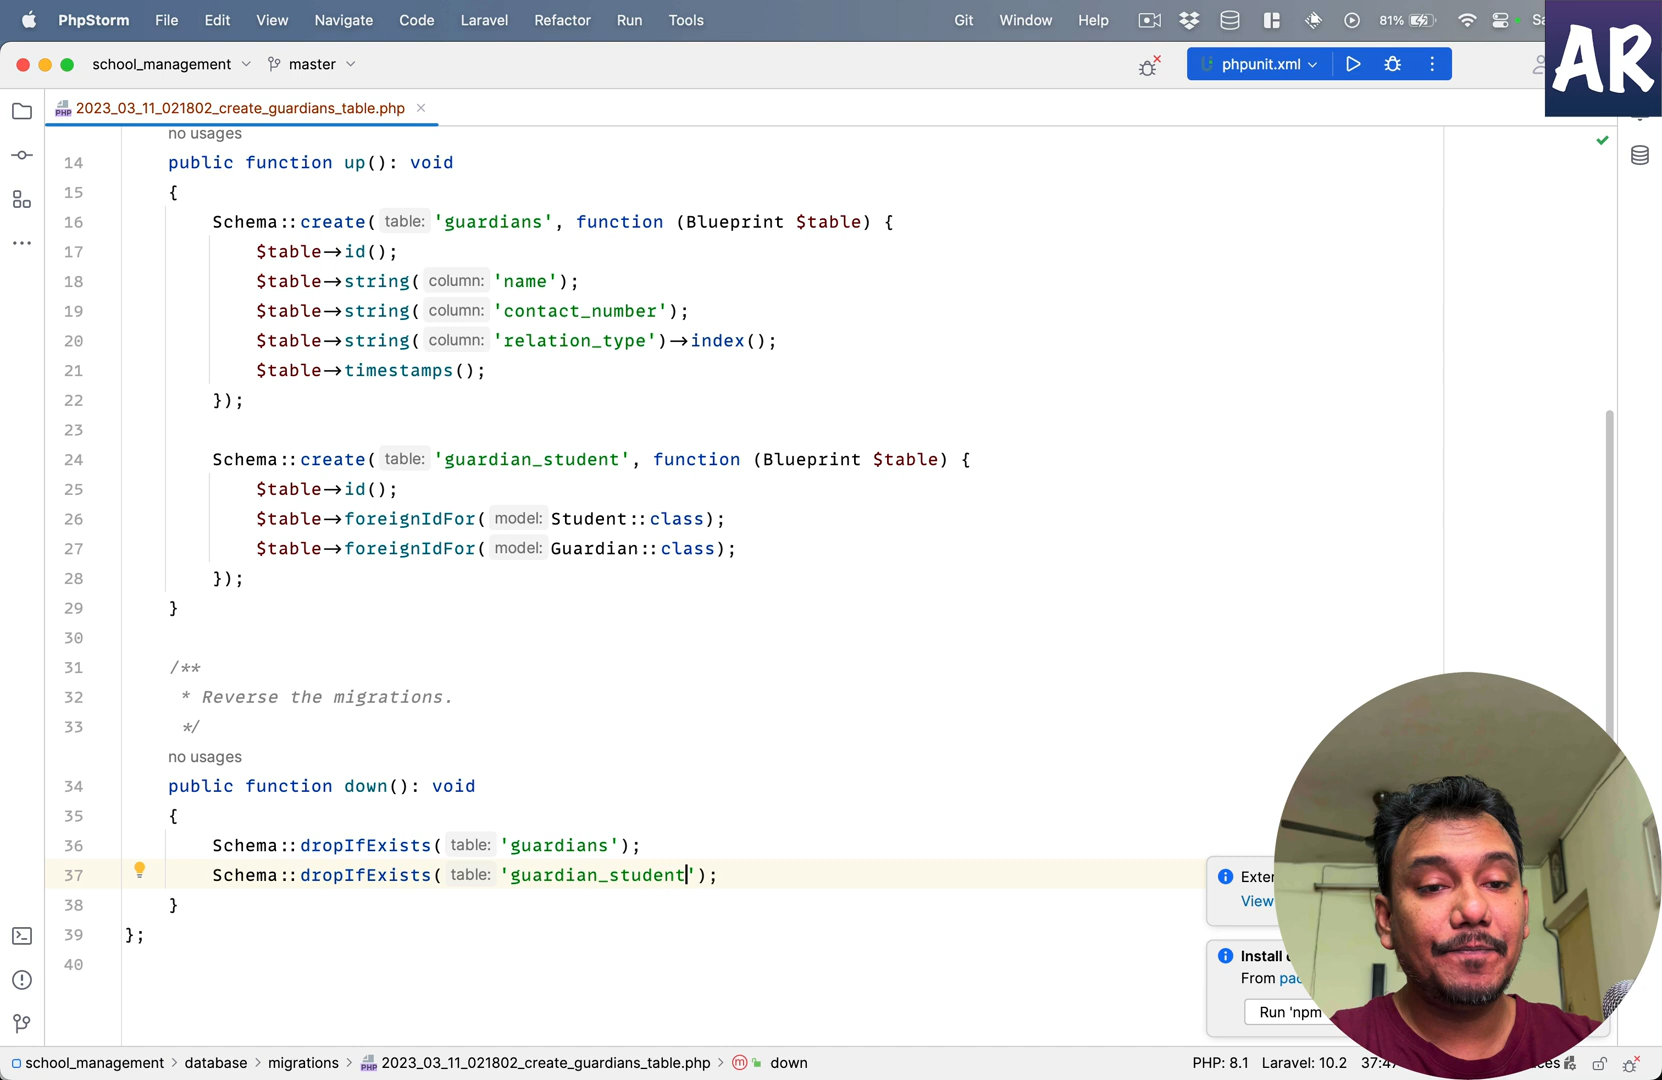 PhpStorm File Edit View Navigate Code Laravel Refactor Run Tools Git Window Help 81%
AR
school_management master phpunit.xml
2023_03_11_021802_create_guardians_table.php
no usages
14 public function up(): void
15 {
16 Schema::create( table: 'guardians', function (Blueprint $table) {
17 $table->id();
18 $table->string( column: 'name');
19 $table->string( column: 'contact_number');
20 $table->string( column: 'relation_type')->index();
21 $table->timestamps();
22 });
23
24 Schema::create( table: 'guardian_student', function (Blueprint $table) {
25 $table->id();
26 $table->foreignIdFor( model: Student::class);
27 $table->foreignIdFor( model: Guardian::class);
28 });
29 }
30
31 /**
32 * Reverse the migrations.
33 */
no usages
34 public function down(): void
35 {
36 Schema::dropIfExists( table: 'guardians');
37 Schema::dropIfExists( table: 'guardian_student');
38 }
39 };
40
View
Install
From
Run 'npm
school_management > database > migrations > 2023_03_11_021802_create_guardians_table.php > down PHP: 8.1 Laravel: 10.2